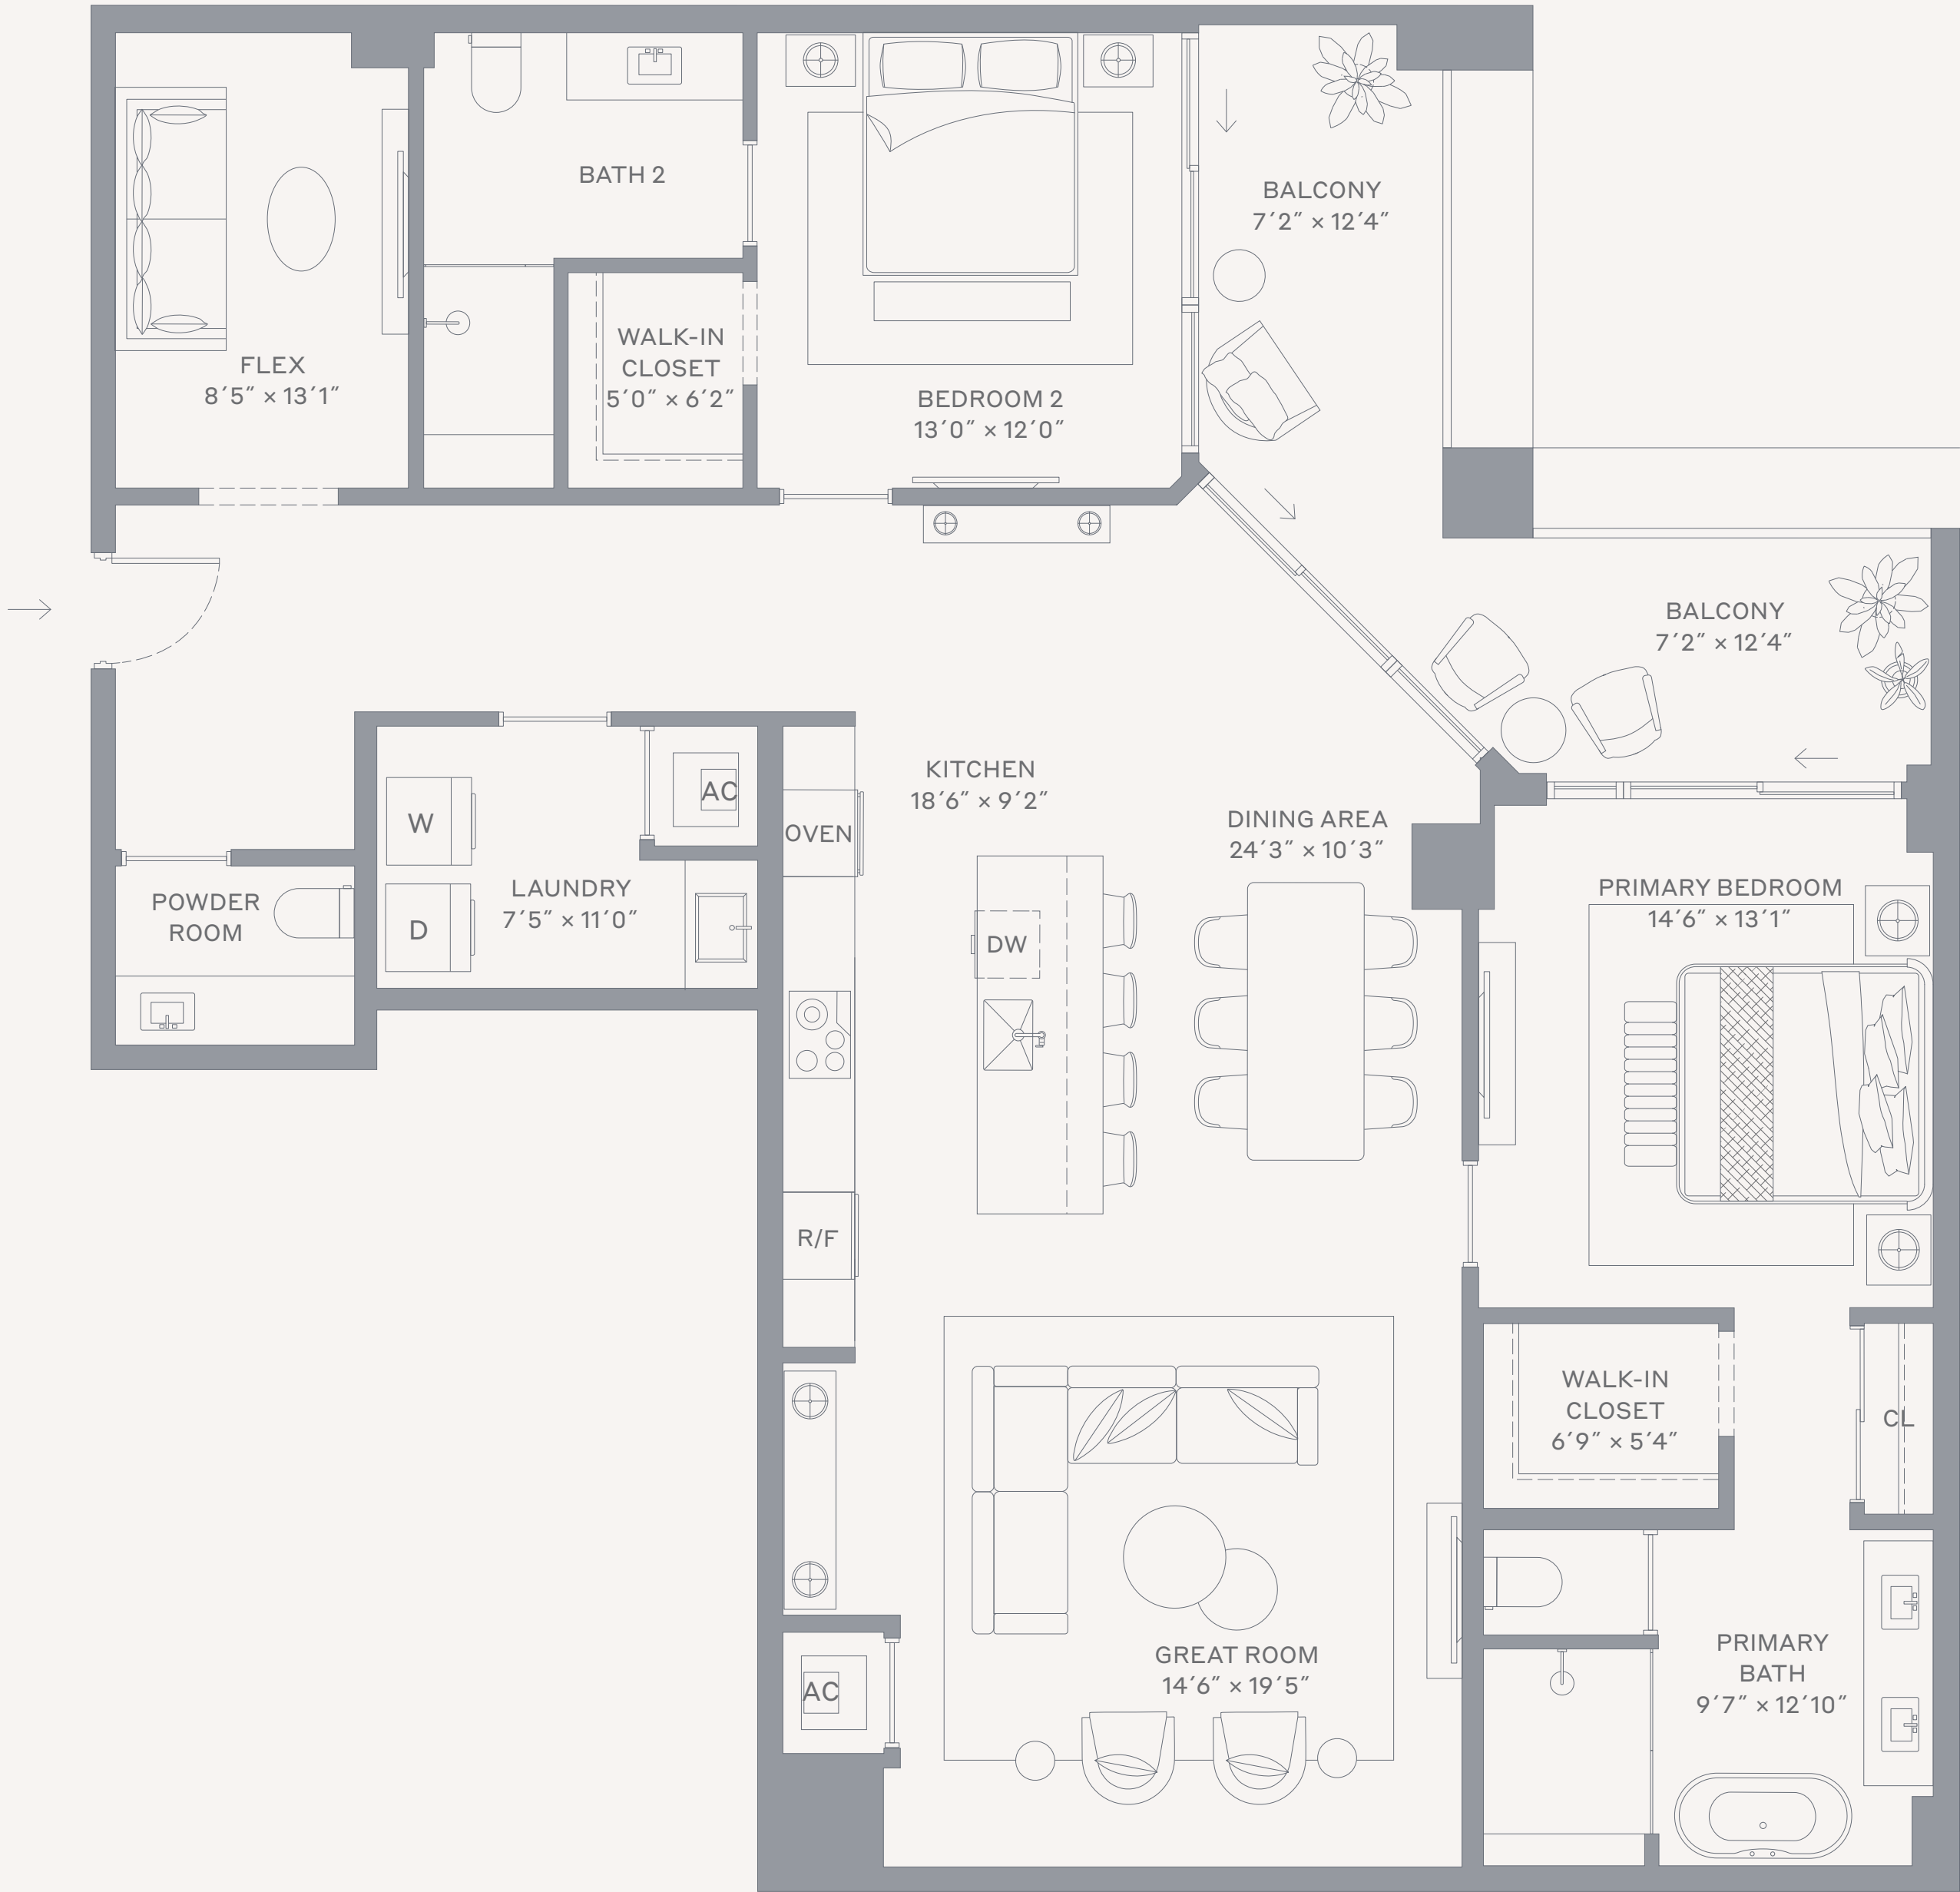 BATH 2
BALCONY
7′2″ × 12′4″
WALK-IN
CLOSET
5′0″ × 6′2″
FLEX
8′5″ × 13′1″
BEDROOM 2
13′0″ × 12′0″
BALCONY
7′2″ × 12′4″
KITCHEN
18′6″ × 9′2″
AC
W
OVEN
DINING AREA
24′3″ × 10′3″
POWDER
ROOM
LAUNDRY
7′5″ × 11′0″
D
DW
PRIMARY BEDROOM
14′6″ × 13′1″
R/F
WALK-IN
CLOSET
6′9″ × 5′4″
CL
GREAT ROOM
14′6″ × 19′5″
AC
PRIMARY
BATH
9′7″ × 12′10″